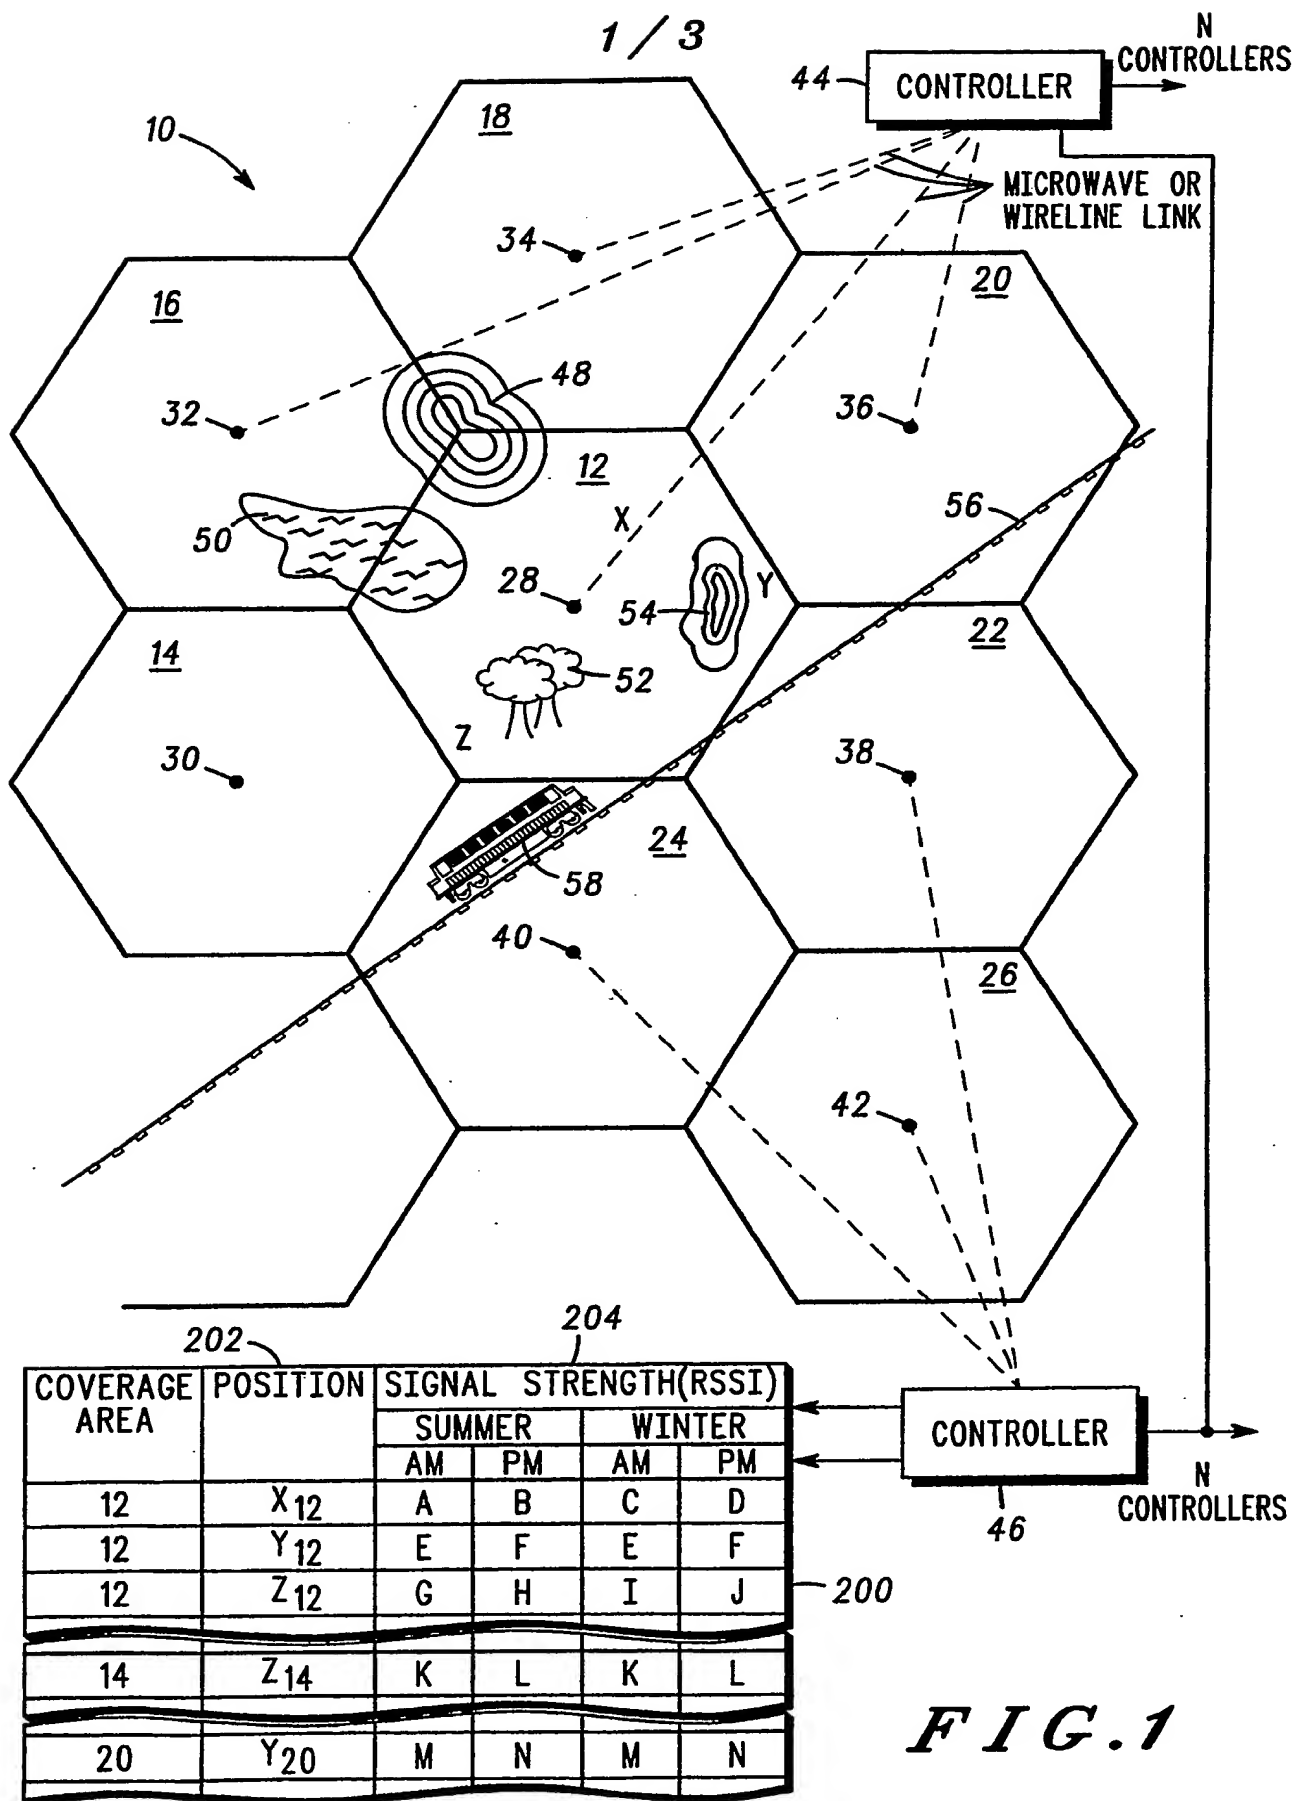 1/3
N
CONTROLLERS
44
CONTROLLER
10
18
MICROWAVE OR
WIRELINE LINK
34
20
16
48
32
36
12
56
X
50
Y
28
54
22
14
52
Z
30
38
24
58
40
26
42
202
204
COVERAGE AREA POSITION SIGNAL STRENGTH(RSSI)
SUMMER WINTER
AM PM AM PM
12 X12 A B C D
12 Y12 E F E F
12 Z12 G H I J
14 Z14 K L K L
20 Y20 M N M N
CONTROLLER
N
CONTROLLERS
46
200
FIG.1